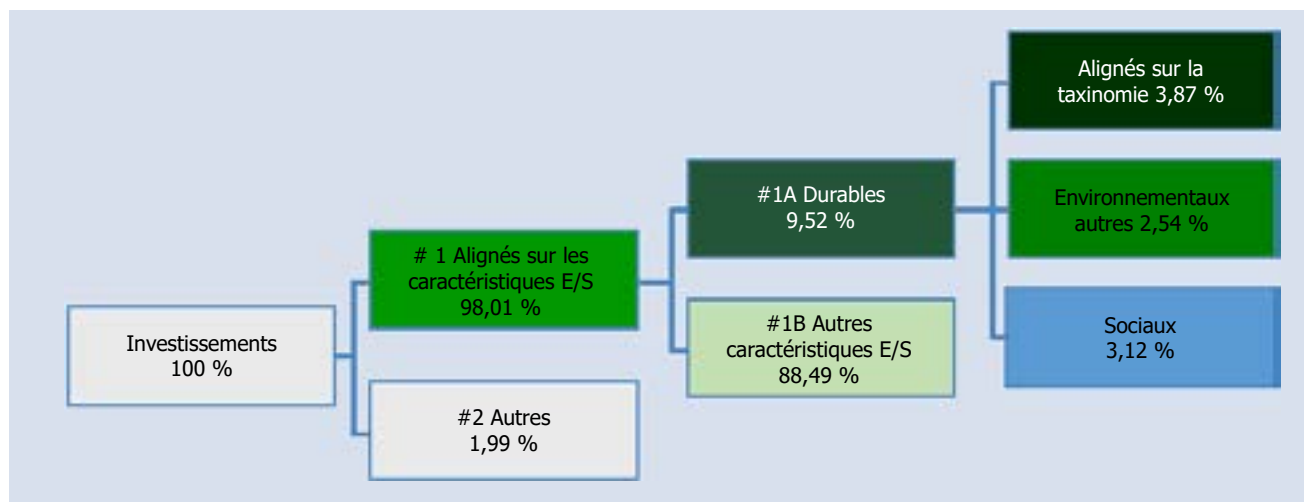 Investissements
100 %
# 1 Alignés sur les
caractéristiques E/S
98,01 %
#2 Autres
1,99 %
#1A Durables
9,52 %
#1B Autres
caractéristiques E/S
88,49 %
Alignés sur la
taxinomie 3,87 %
Environnementaux
autres 2,54 %
Sociaux
3,12 %